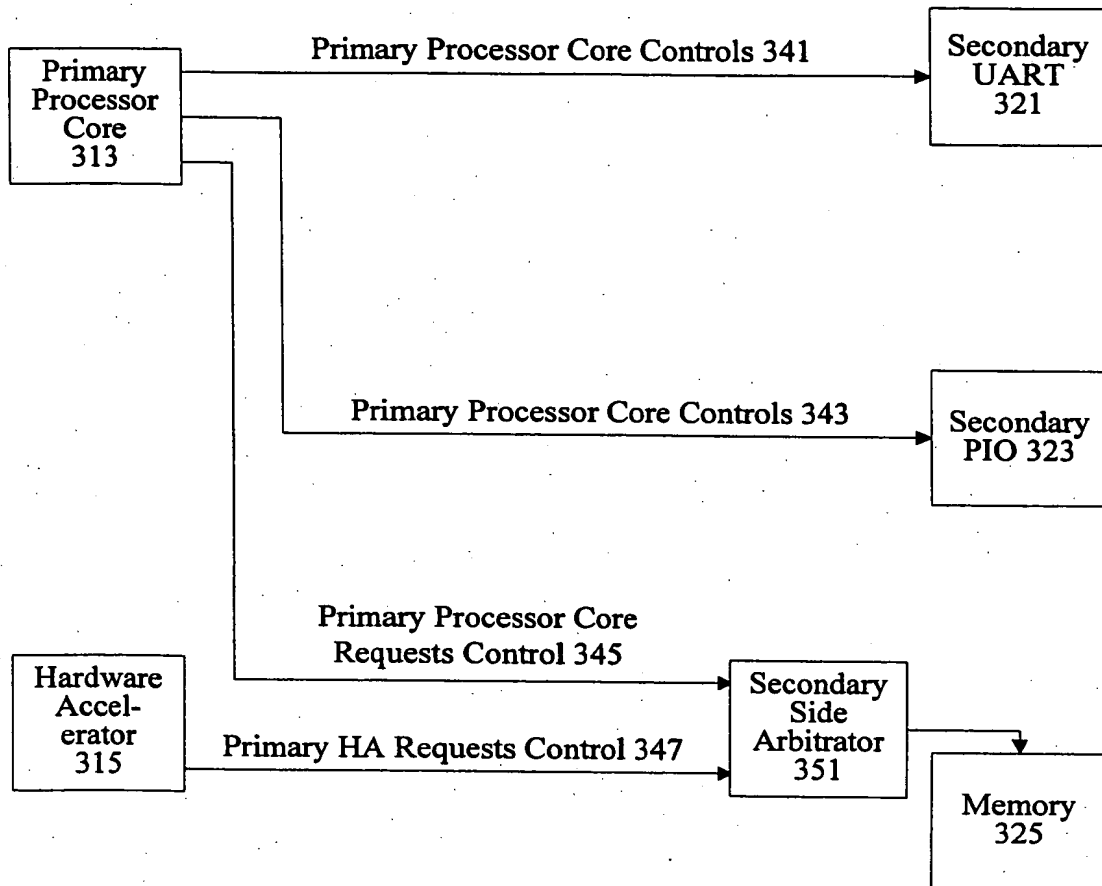 Primary
Processor
Core
313
Primary Processor Core Controls 341
Secondary
UART
321
Primary Processor Core Controls 343
Secondary
PIO 323
Primary Processor Core
Requests Control 345
Hardware
Accel-
erator
315
Primary HA Requests Control 347
Secondary
Side
Arbitrator
351
Memory
325